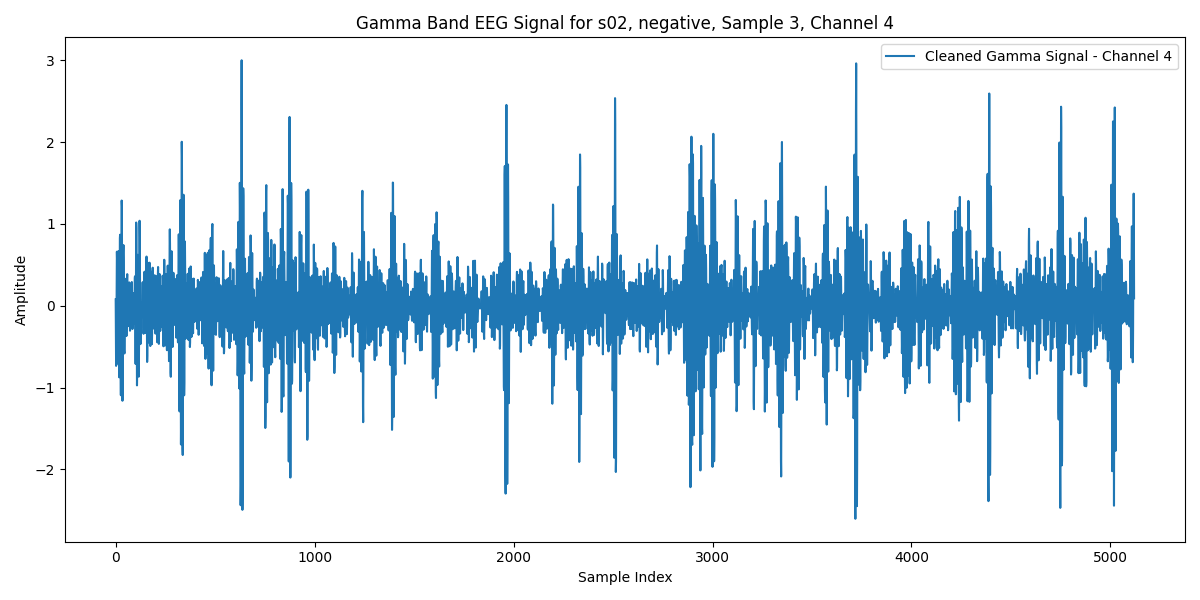 Gamma Band EEG Signal for s02, negative, Sample 3, Channel 4
Cleaned Gamma Signal - Channel 4
Amplitude
3
2
1
0
−1
−2
0 1000 2000 3000 4000 5000
Sample Index